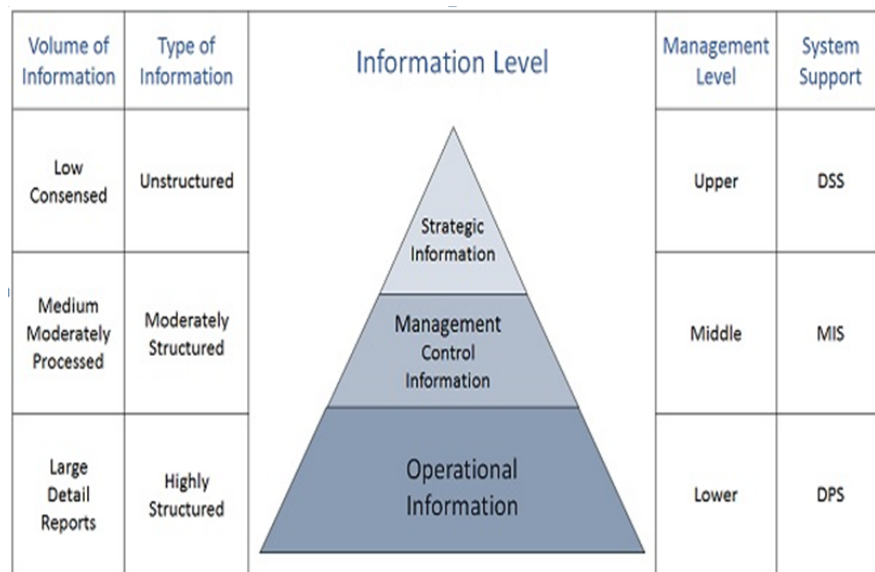 Volume of
Information
Type of
Information
Information Level
Management
Level
System
Support
Low
Consensed
Unstructured
Strategic
Information
Upper
DSS
Medium
Moderately
Processed
Moderately
Structured
Management
Control
Information
Middle
MIS
Large
Detail
Reports
Highly
Structured
Operational
Information
Lower
DPS